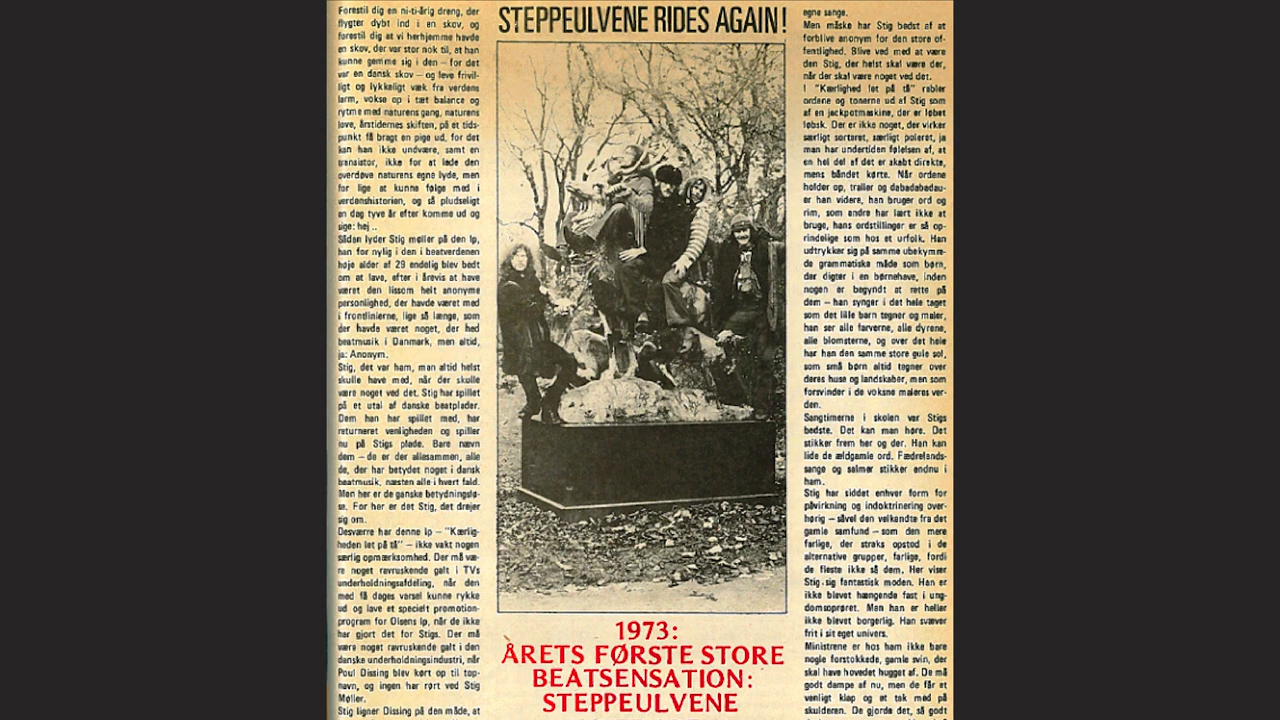 Forestil dig en ni-ti-årig dreng, der
flygter dybt ind i en skov, og
forestil dig at vi herhjemme havde
en skov, der var stor nok til, at han
kunne gemme sig i den — for det
var en dansk skov — og leve frivil-
ligt og lykkeligt væk fra verdens
larm, vokse op i tæt balance og
rytme med naturens gang, naturens
love, årstidernes skiften, på et tids-
punkt få bragt en pige ud, for det
kan han ikke undvære, samt en
transistor, ikke for at lade den
overdøve naturens egne lyde, men
for lige at kunne følge med i
verdenshistorien, og så pludseligt
en dag tyve år efter komme ud og
sige: hej ..
Sådan lyder Stig møller på den lp,
han for nylig i den i beatverdenen
høje alder af 29 endelig blev bedt
om at lave, efter i årevis at have
været den lissom helt anonyme
personlighed, der havde været med
i frontlinierne, lige så længe, som
der havde været noget, der hed
beatmusik i Danmark, men altid,
ja: Anonym.
Stig, det var ham, man altid helst
skulle have med, når der skulle
være noget ved det. Stig har spillet
på et utal af danske beatplader.
Dem han har spillet med, har
returneret venligheden og spiller
nu på Stigs plade. Bare nævn
dem — de er der allesammen, alle
de, der har betydet noget i dansk
beatmusik, næsten alle i hvert fald.
Men her er de ganske betydningslø-
se. For her er det Stig, det drejer
sig om.
Desværre har denne lp — "Kærlig-
heden let på tå" — ikke vakt nogen
særlig opmærksomhed. Der må væ-
re noget ravruskende galt i TVs
underholdningsafdeling, når den
med få dages varsel kunne rykke
ud og lave et specielt promotion-
program for Olsens lp, når de ikke
har gjort det for Stigs. Der må
være noget ravruskende galt i den
danske underholdningsindustri, når
Poul Dissing blev kørt op til top-
navn, og ingen har rørt ved Stig
Møller.
Stig ligner Dissing på den måde, at
STEPPEULVENE RIDES AGAIN!
1973:
ÅRETS FØRSTE STORE
BEATSENSATION:
STEPPEULVENE
egne sange.
Men måske har Stig bedst af at
forblive anonym for den store of-
fentlighed. Blive ved med at være
den Stig, der helst skal være der,
når der skal være noget ved det.
I "Kærlighed let på tå" rabler
ordene og tonerne ud af Stig som
af en jackpotmaskine, der er løbet
løbsk. Der er ikke noget, der virker
særligt sorteret, særligt poleret, ja
man har undertiden følelsen af, at
en hel del af det er skabt direkte,
mens båndet kørte. Når ordene
holder op, traller og dabadabadau-
er han videre, han bruger ord og
rim, som andre har lært ikke at
bruge, hans ordstillinger er så op-
rindelige som hos et urfolk. Han
udtrykker sig på samme ubekymre-
de grammatiske måde som børn,
der digter i en børnehave, inden
nogen er begyndt at rette på
dem — han synger i det hele taget
som det lille barn tegner og maler,
han ser alle farverne, alle dyrene,
alle blomsterne, og over det hele
har han den samme store gule sol,
som små børn altid tegner over
deres huse og landskaber, men som
forsvinder i de voksne maleres ver-
den.
Sangtimerne i skolen var Stigs
bedste. Det kan man høre. Det
stikker frem her og der. Han kan
lide de ældgamle ord. Fædrelands-
sange og salmer stikker endnu i
ham.
Stig har siddet enhver form for
påvirkning og indoktrinering over-
hørig — såvel den velkendte fra det
gamle samfund — som den mere
farlige, der straks opstod i de
alternative grupper, farlige, fordi
de fleste ikke så dem. Her viser
Stig sig fantastisk moden. Han er
ikke blevet hængende fast i ung-
domsoprøret. Men han er heller
ikke blevet borgerlig. Han svæver
frit i sit eget univers.
Ministrene er hos ham ikke bare
nogle forstokkede, gamle svin, der
skal have hovedet hugget af. De må
godt dampe af nu, men de får et
venligt klap og et tak med på
skulderen. De gjorde det, så godt